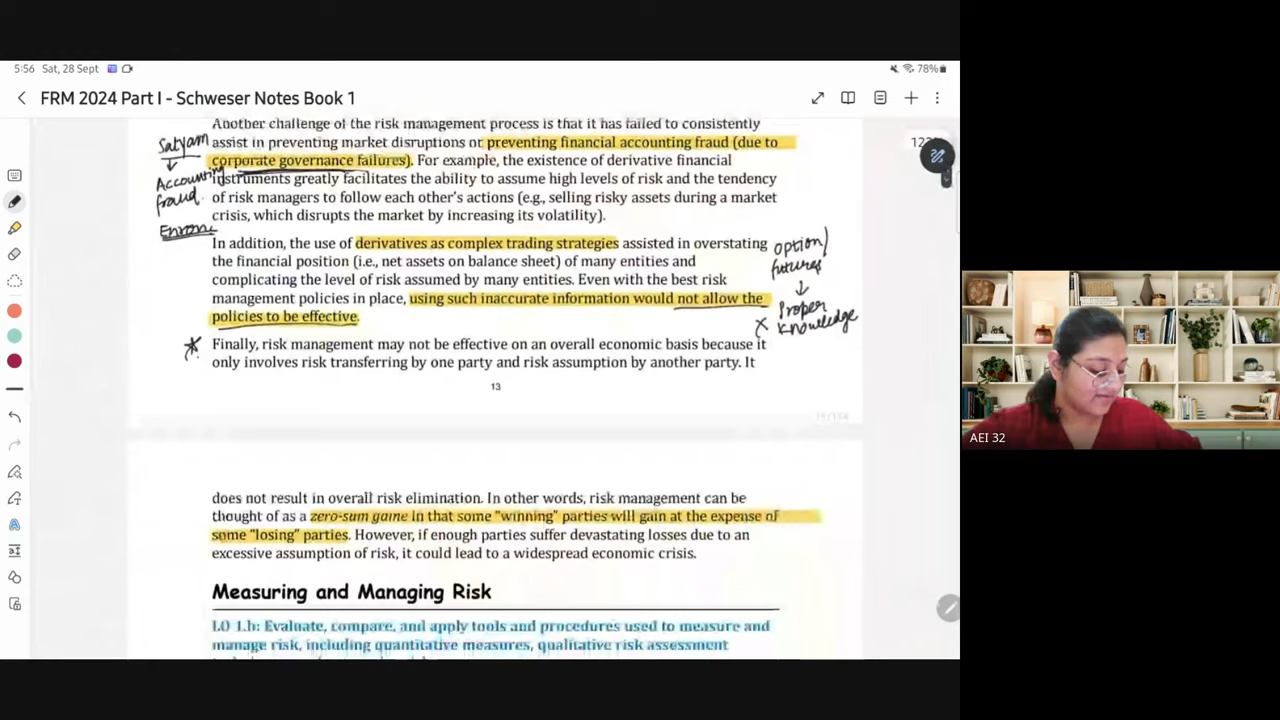 5:56 Sat, 28 Sept
78%
FRM 2024 Part I - Schweser Notes Book 1
Another challenge of the risk management process is that it has failed to consistently
assist in preventing market disruptions or preventing financial accounting fraud (due to
corporate governance failures). For example, the existence of derivative financial
instruments greatly facilitates the ability to assume high levels of risk and the tendency
of risk managers to follow each other's actions (e.g., selling risky assets during a market
crisis, which disrupts the market by increasing its volatility).
Satyam
Accounting
fraud.
Enron
In addition, the use of derivatives as complex trading strategies assisted in overstating
the financial position (i.e., net assets on balance sheet) of many entities and
complicating the level of risk assumed by many entities. Even with the best risk
management policies in place, using such inaccurate information would not allow the
policies to be effective.
option/
futures
Proper
knowledge
Finally, risk management may not be effective on an overall economic basis because it
only involves risk transferring by one party and risk assumption by another party. It
13
does not result in overall risk elimination. In other words, risk management can be
thought of as a zero-sum game in that some "winning" parties will gain at the expense of
some "losing" parties. However, if enough parties suffer devastating losses due to an
excessive assumption of risk, it could lead to a widespread economic crisis.
Measuring and Managing Risk
LO 1.b: Evaluate, compare, and apply tools and procedures used to measure and
manage risk, including quantitative measures, qualitative risk assessment
AEI 32